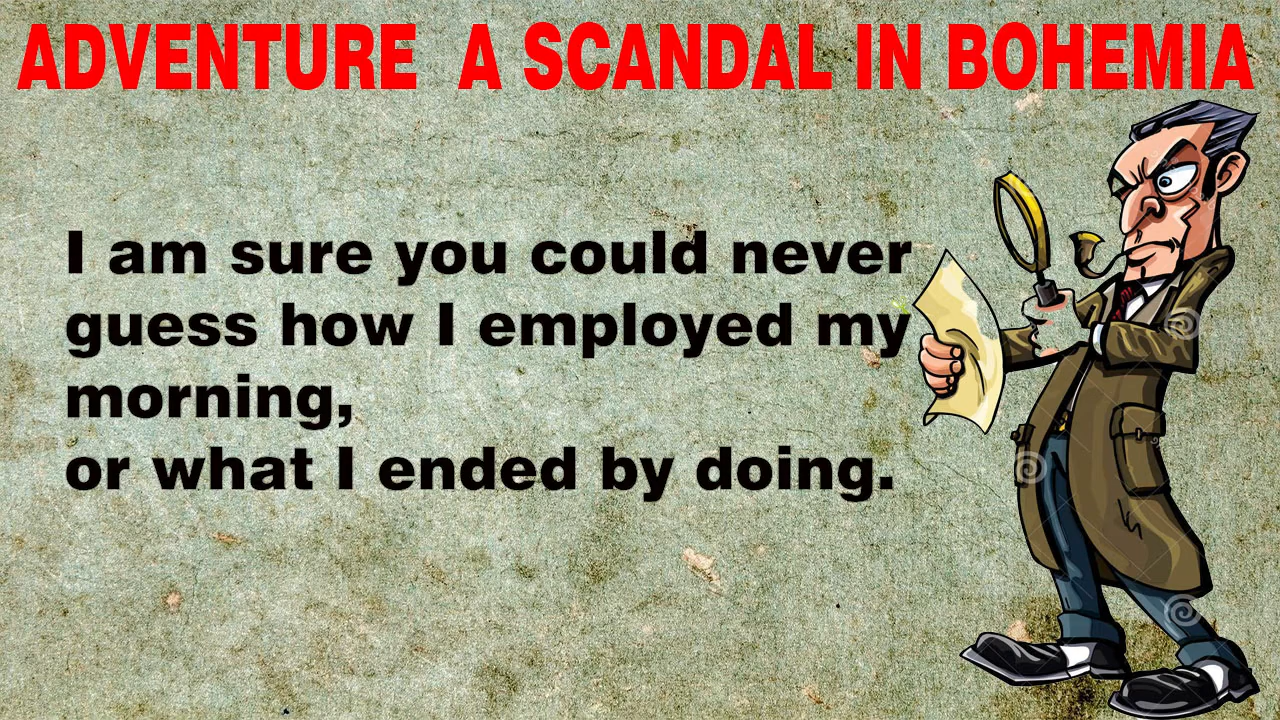 ADVENTURE A SCANDAL IN BOHEMIA
I am sure you could never
guess how I employed my
morning,
or what I ended by doing.